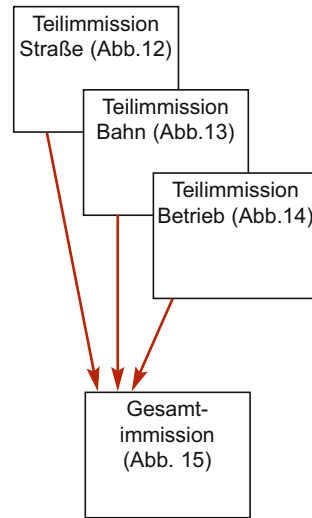 Teilimmission
Straße (Abb.12)
Teilimmission
Bahn (Abb.13)
Teilimmission
Betrieb (Abb.14)
Gesamt-
immission
(Abb. 15)